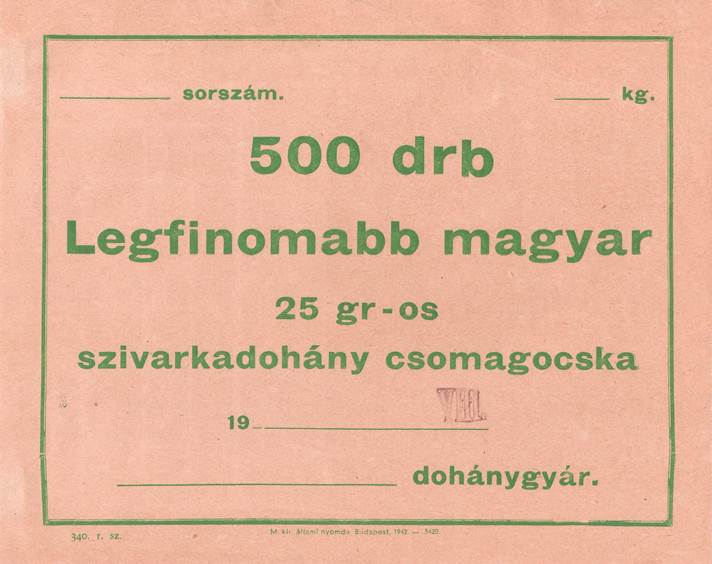 sorszám. kg.
500 drb
Legfinomabb magyar
25 gr-os
szivarkadohány csomagocska
VIII.
19
dohánygyár.
340. r. sz.
M. kir. állami nyomda Budapest, 1942. — 3420.